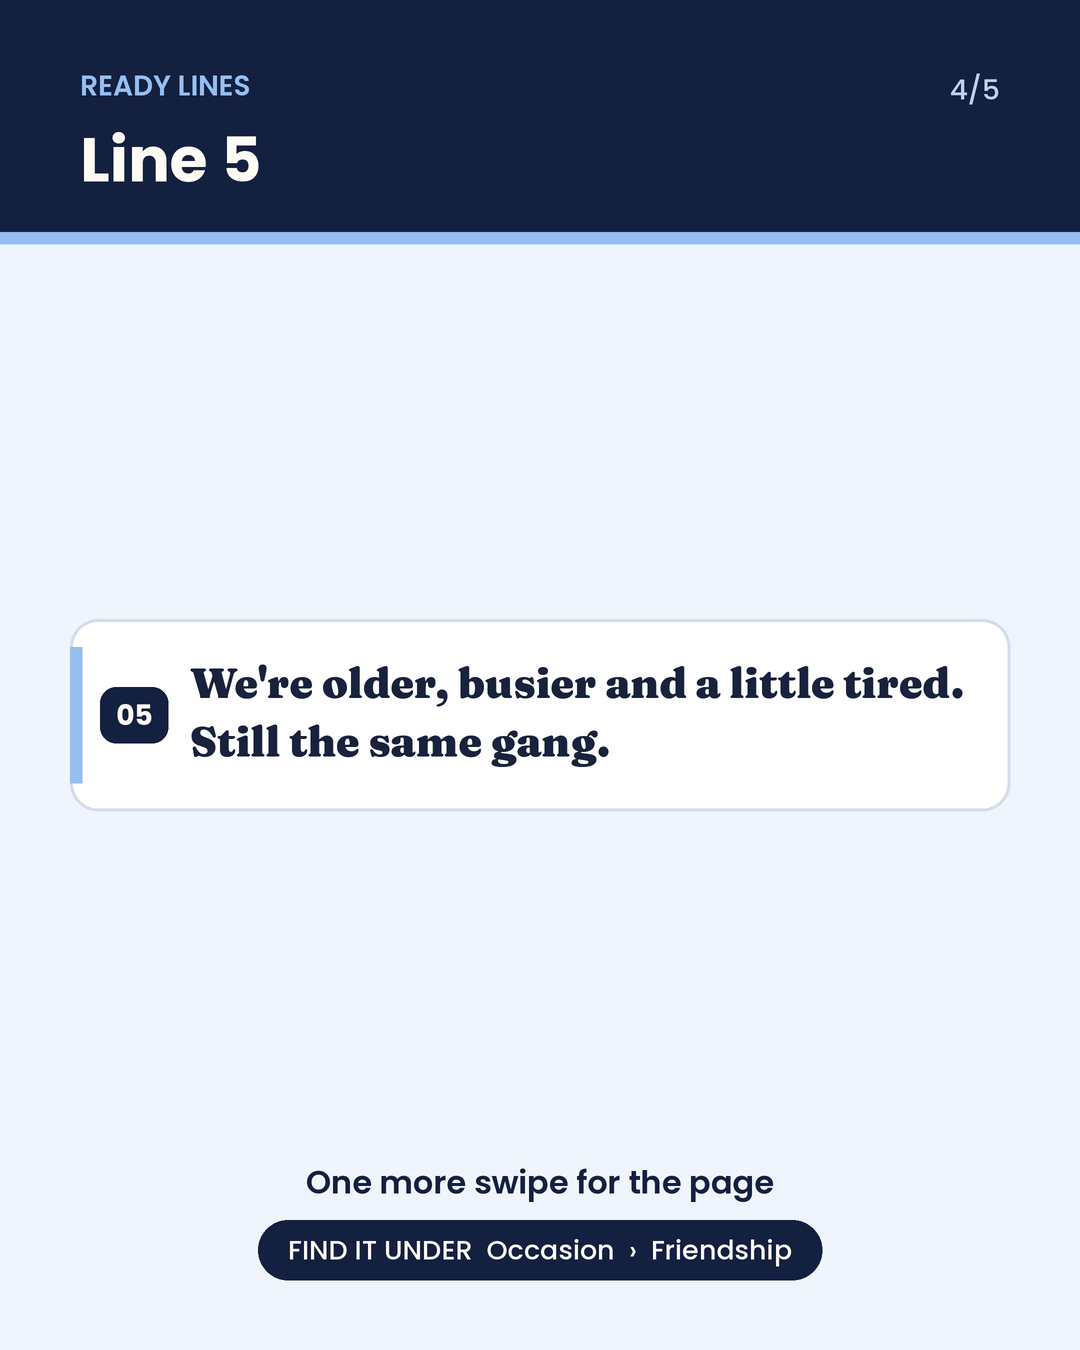 READY LINES
4/5
Line 5
05
We're older, busier and a little tired.
Still the same gang.
One more swipe for the page
FIND IT UNDER Occasion › Friendship